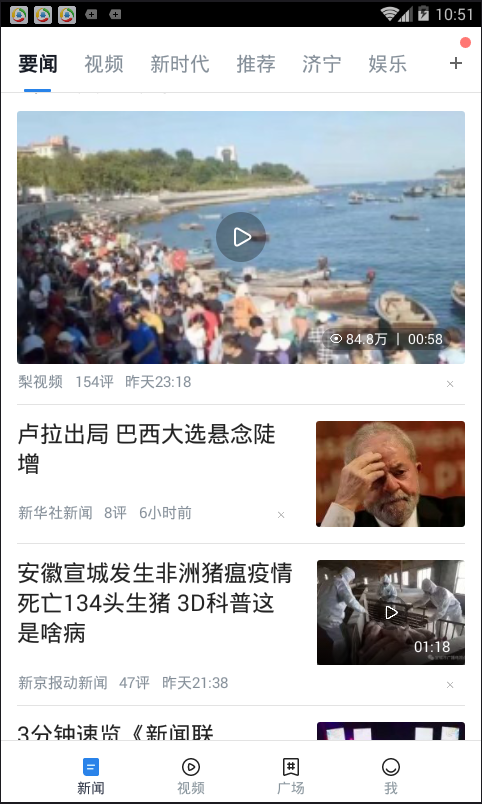 10:51
要闻 视频 新时代 推荐 济宁 娱乐 +
84.8万 | 00:58
梨视频 154评 昨天23:18 ×
卢拉出局 巴西大选悬念陡
增
新华社新闻 8评 6小时前 ×
安徽宣城发生非洲猪瘟疫情
死亡134头生猪 3D科普这
是啥病
01:18
新京报动新闻 47评 昨天21:38 ×
3分钟速览《新闻联
新闻 视频 广场 我